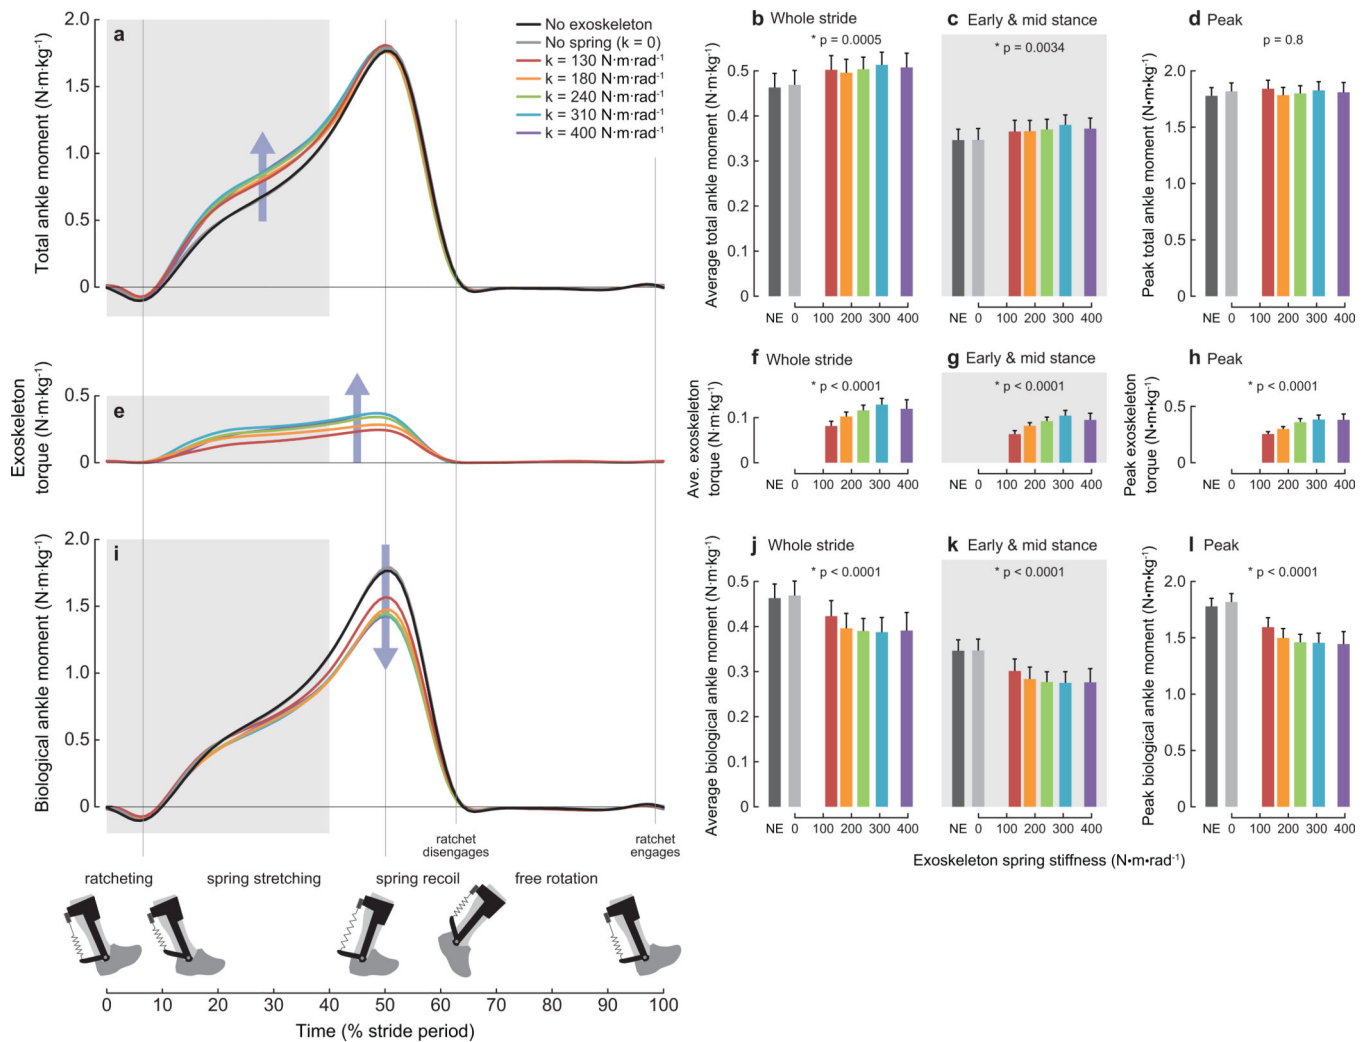 a
Total ankle moment (N·m·kg-1)
2.0
1.5
1.0
0.5
0
No exoskeleton
No spring (k = 0)
k = 130 N·m·rad-1
k = 180 N·m·rad-1
k = 240 N·m·rad-1
k = 310 N·m·rad-1
k = 400 N·m·rad-1
b Whole stride
* p = 0.0005
Average total ankle moment (N·m·kg-1)
0.5
0.4
0.3
0.2
0.1
0
NE 0 100 200 300 400
c Early & mid stance
* p = 0.0034
NE 0 100 200 300 400
d Peak
p = 0.8
Peak total ankle moment (N•m•kg-1)
2.0
1.5
1.0
0.5
0
NE 0 100 200 300 400
e
Exoskeleton
torque (N·m·kg-1)
0.5
0
f Whole stride
* p < 0.0001
Ave. exoskeleton
torque (N·m·kg-1)
0.1
0
NE 0 100 200 300 400
g Early & mid stance
* p < 0.0001
NE 0 100 200 300 400
h Peak
* p < 0.0001
Peak exoskeleton
torque (N•m•kg-1)
0.5
0
NE 0 100 200 300 400
i
Biological ankle moment (N·m·kg-1)
2.0
1.5
1.0
0.5
0
ratchet
disengages
ratchet
engages
j Whole stride
* p < 0.0001
Average biological ankle moment (N·m·kg-1)
0.5
0.4
0.3
0.2
0.1
0
NE 0 100 200 300 400
k Early & mid stance
* p < 0.0001
NE 0 100 200 300 400
l Peak
* p < 0.0001
Peak biological ankle moment (N•m•kg-1)
2.0
1.5
1.0
0.5
0
NE 0 100 200 300 400
Exoskeleton spring stiffness (N•m•rad-1)
ratcheting spring stretching spring recoil free rotation
0 10 20 30 40 50 60 70 80 90 100
Time (% stride period)